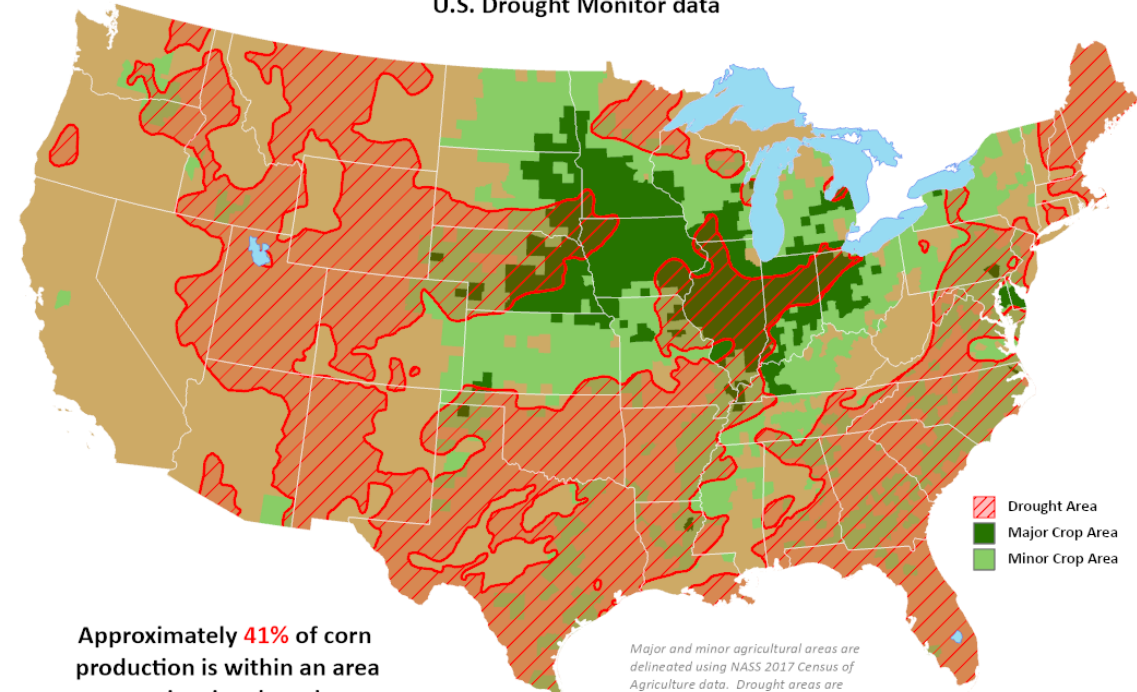 U.S. Drought Monitor data
Drought Area
Major Crop Area
Minor Crop Area
Approximately 41% of corn
production is within an area
Major and minor agricultural areas are
delineated using NASS 2017 Census of
Agriculture data. Drought areas are